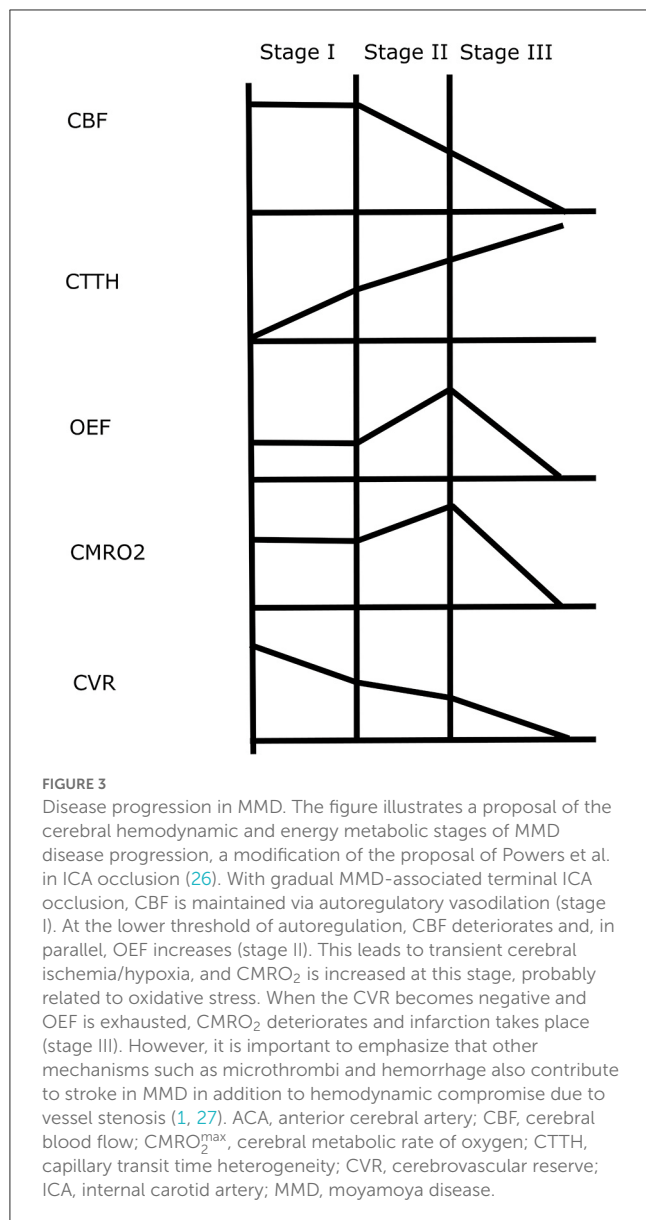 Stage I Stage II Stage III
CBF
CTTH
OEF
CMRO2
CVR
FIGURE 3
Disease progression in MMD. The figure illustrates a proposal of the
cerebral hemodynamic and energy metabolic stages of MMD
disease progression, a modification of the proposal of Powers et al.
in ICA occlusion (26). With gradual MMD-associated terminal ICA
occlusion, CBF is maintained via autoregulatory vasodilation (stage
I). At the lower threshold of autoregulation, CBF deteriorates and, in
parallel, OEF increases (stage II). This leads to transient cerebral
ischemia/hypoxia, and CMRO₂ is increased at this stage, probably
related to oxidative stress. When the CVR becomes negative and
OEF is exhausted, CMRO₂ deteriorates and infarction takes place
(stage III). However, it is important to emphasize that other
mechanisms such as microthrombi and hemorrhage also contribute
to stroke in MMD in addition to hemodynamic compromise due to
vessel stenosis (1, 27). ACA, anterior cerebral artery; CBF, cerebral
blood flow; CMRO₂ᵐᵃˣ, cerebral metabolic rate of oxygen; CTTH,
capillary transit time heterogeneity; CVR, cerebrovascular reserve;
ICA, internal carotid artery; MMD, moyamoya disease.